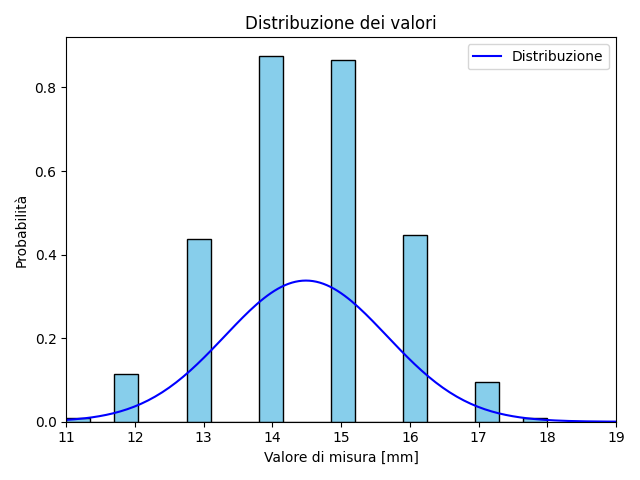 Distribuzione dei valori
Distribuzione
Probabilità
0.8
0.6
0.4
0.2
0.0
11 12 13 14 15 16 17 18 19
Valore di misura [mm]